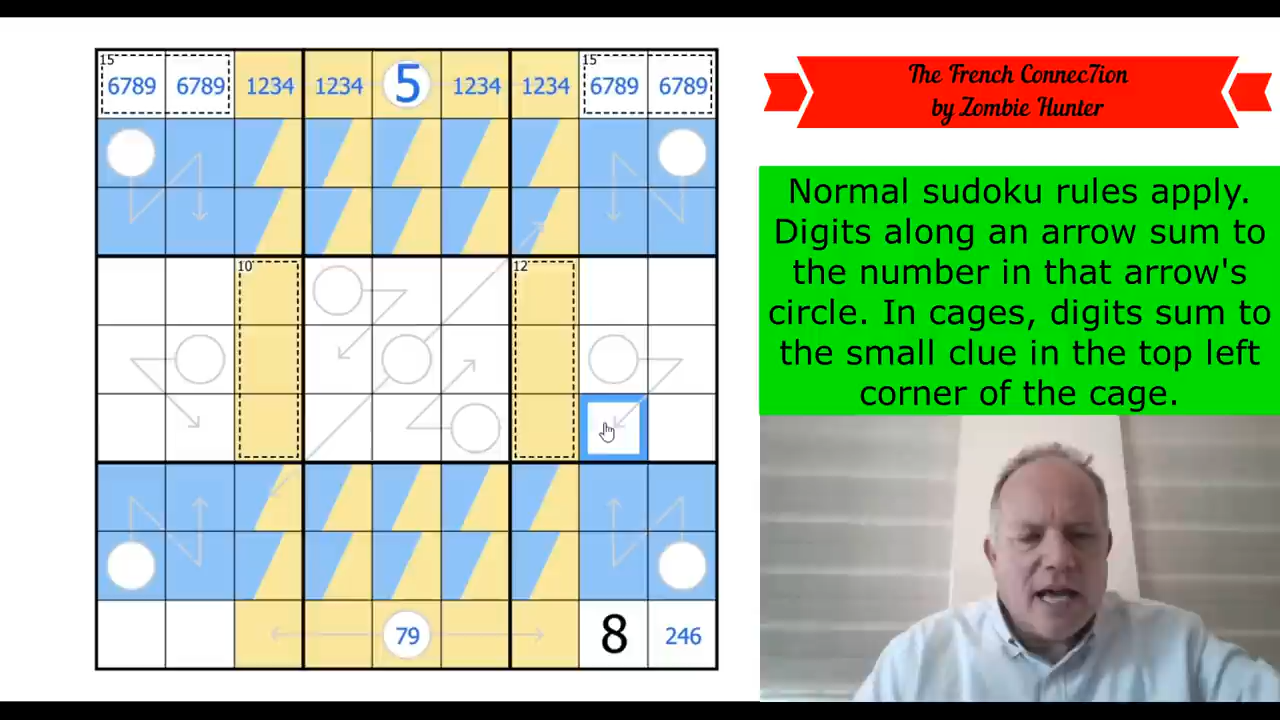 The French Connec7ion
by Zombie Hunter
15
15
6789 6789 1234 1234 5 1234 1234 6789 6789
Normal sudoku rules apply.
Digits along an arrow sum to
the number in that arrow's
circle. In cages, digits sum to
the small clue in the top left
corner of the cage.
10
12
79 8 246